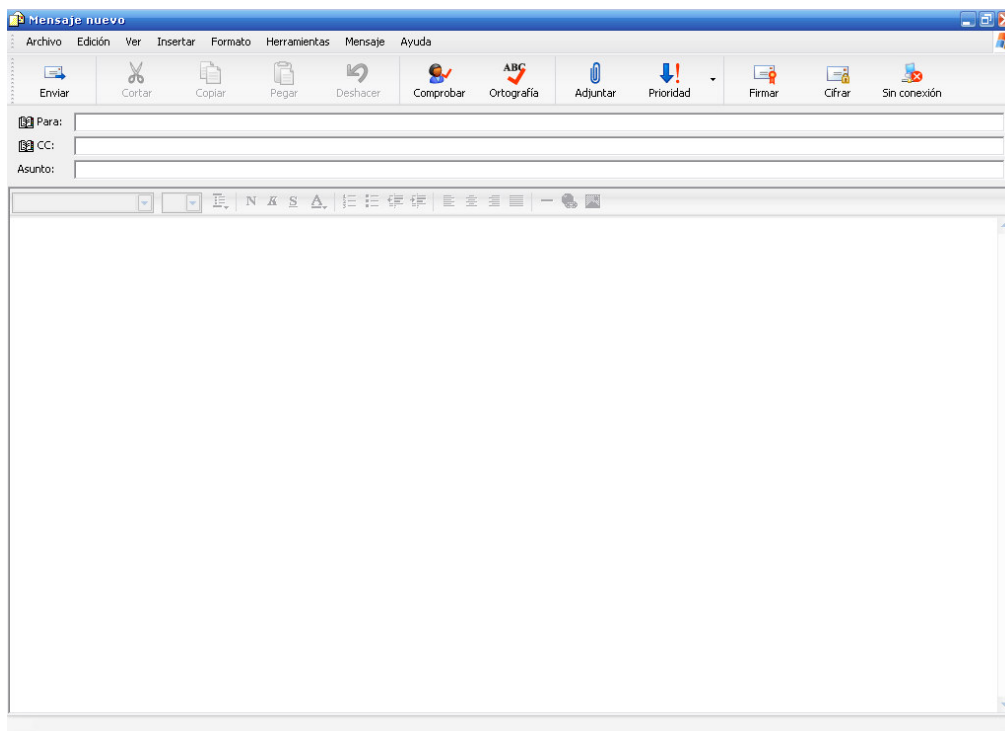 Mensaje nuevo
Archivo Edición Ver Insertar Formato Herramientas Mensaje Ayuda
Enviar Cortar Copiar Pegar Deshacer Comprobar ABC Ortografía Adjuntar Prioridad Firmar Cifrar Sin conexión
Para:
CC:
Asunto:
N K S A